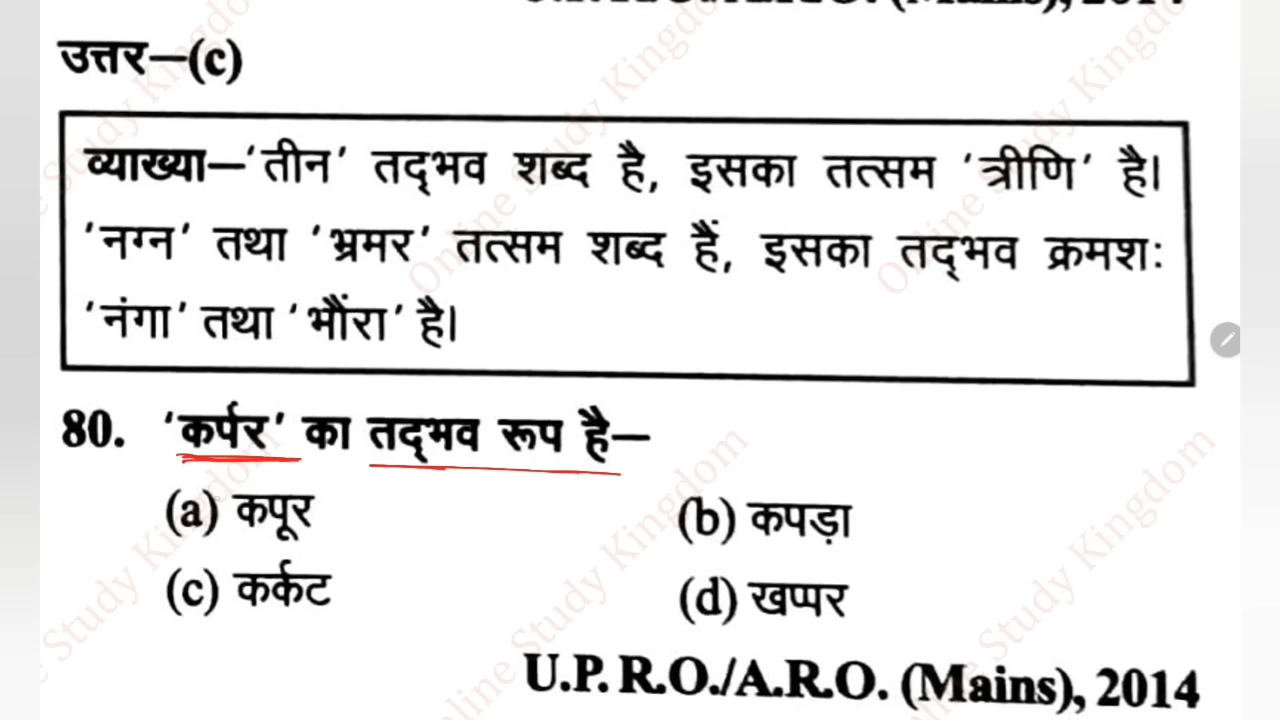 उत्तर–(c)
व्याख्या–'तीन' तद्भव शब्द है, इसका तत्सम 'त्रीणि' है।
'नग्न' तथा 'भ्रमर' तत्सम शब्द हैं, इसका तद्भव क्रमशः
'नंगा' तथा 'भौंरा' है।
80. 'कर्पर' का तद्भव रूप है–
(a) कपूर (b) कपड़ा
(c) कर्कट (d) खप्पर
U.P. R.O./A.R.O. (Mains), 2014